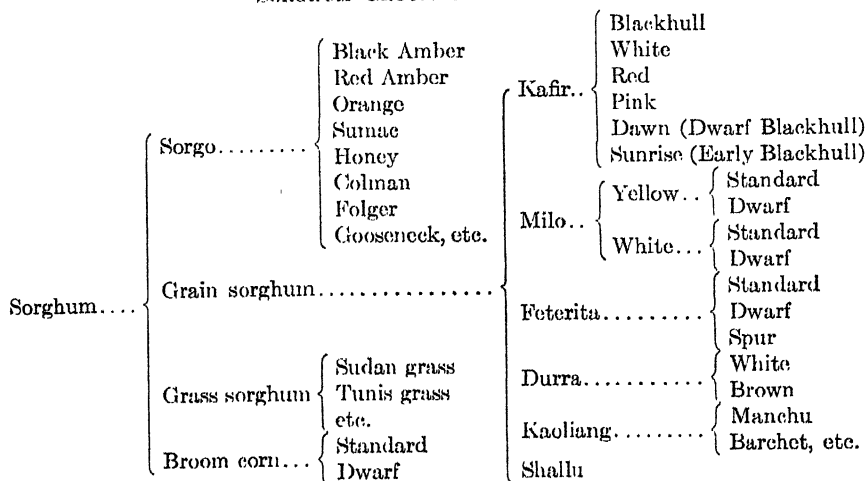 Sorghum....
Sorgo.........
Black Amber
Red Amber
Orange
Sumac
Honey
Colman
Folger
Gooseneck, etc.
Grain sorghum..................
Kafir..
Blackhull
White
Red
Pink
Dawn (Dwarf Blackhull)
Sunrise (Early Blackhull)
Milo..
Yellow..
Standard
Dwarf
White...
Standard
Dwarf
Feterita.........
Standard
Dwarf
Spur
Durra...........
White
Brown
Kaoliang.........
Manchu
Barchet, etc.
Shallu
Grass sorghum
Sudan grass
Tunis grass
etc.
Broom corn...
Standard
Dwarf